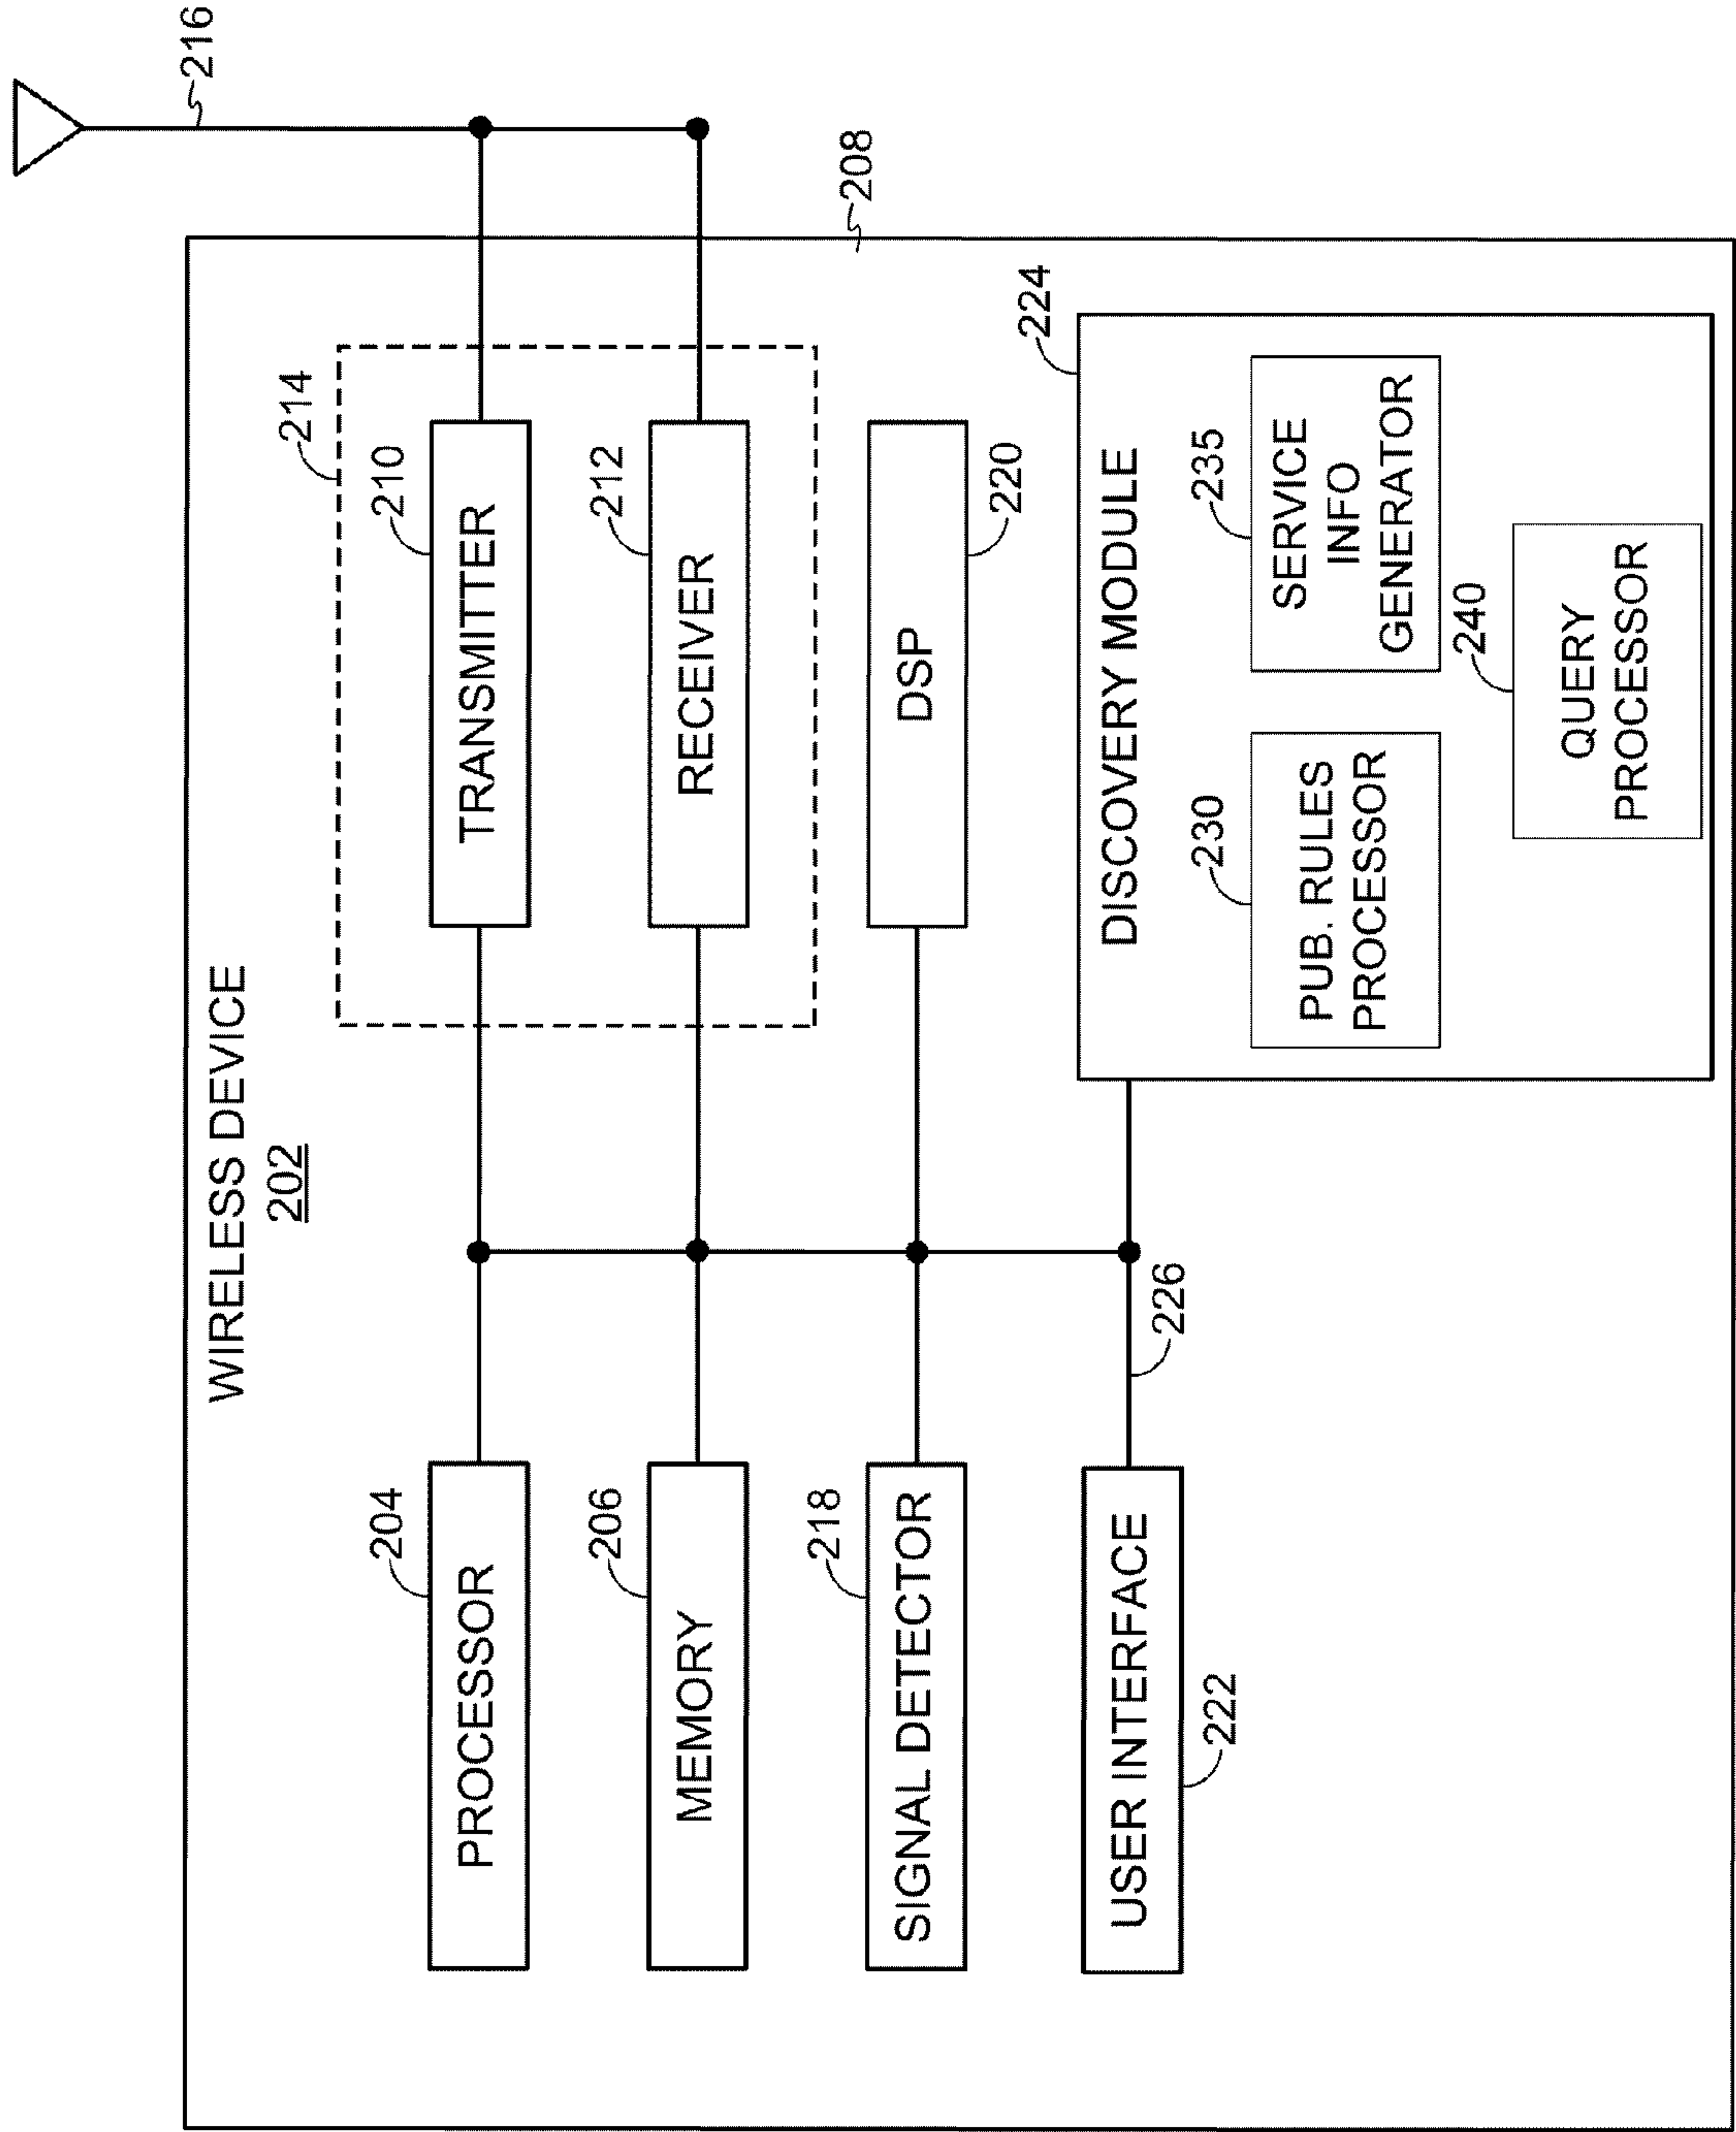 WIRELESS DEVICE
202
216
208
214
PROCESSOR
204
TRANSMITTER
210
MEMORY
206
RECEIVER
212
SIGNAL DETECTOR
218
DSP
220
USER INTERFACE
222
226
DISCOVERY MODULE
224
PUB. RULES
PROCESSOR
230
SERVICE
INFO
GENERATOR
235
QUERY
PROCESSOR
240